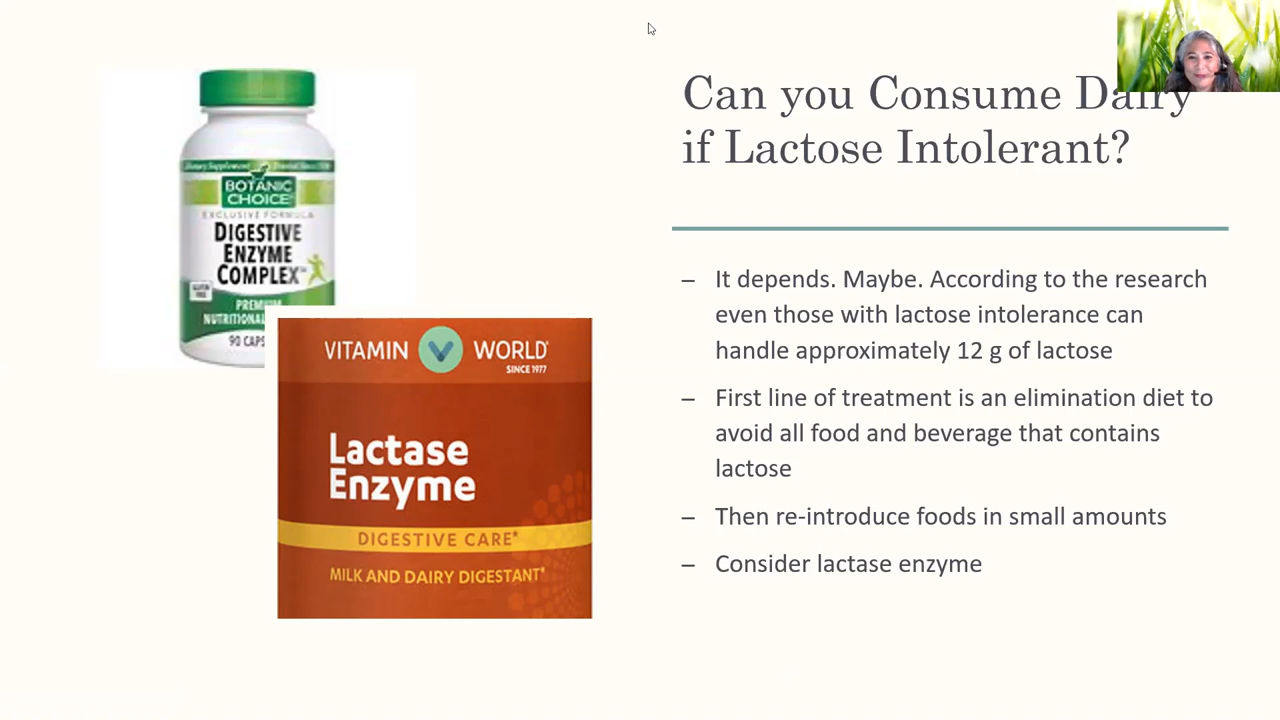 Can you Consume Dairy
if Lactose Intolerant?
– It depends. Maybe. According to the research
even those with lactose intolerance can
handle approximately 12 g of lactose
– First line of treatment is an elimination diet to
avoid all food and beverage that contains
lactose
– Then re-introduce foods in small amounts
– Consider lactase enzyme
BOTANIC
CHOICE
EXCLUSIVE FORMULA
DIGESTIVE
ENZYME
COMPLEX™
PREMIUM
NUTRITIONAL
90 CAPS
VITAMIN WORLD®
SINCE 1977
Lactase
Enzyme
DIGESTIVE CARE*
MILK AND DAIRY DIGESTANT*